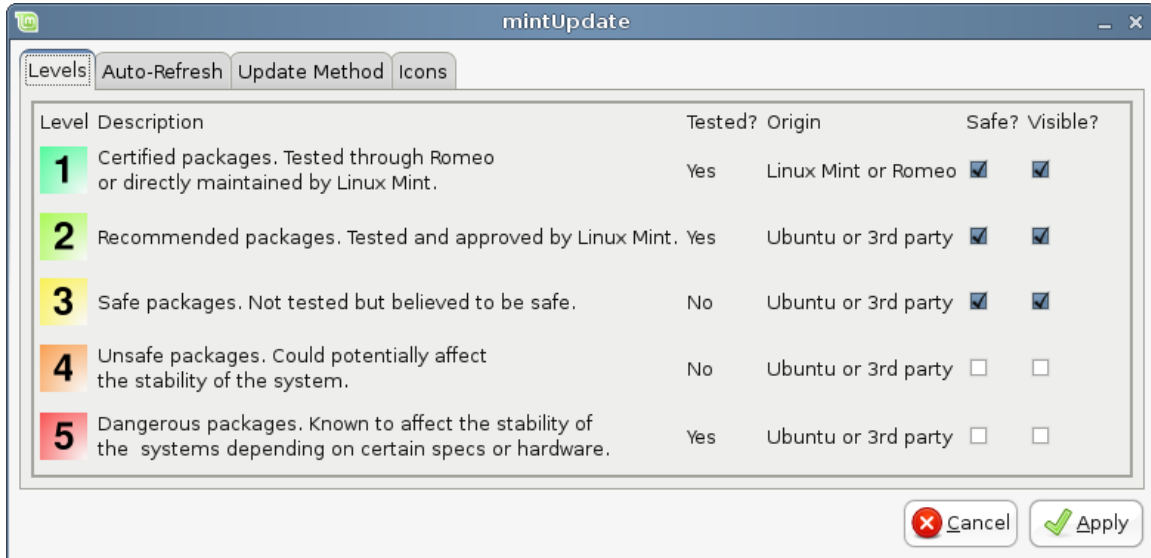 mintUpdate
Levels Auto-Refresh Update Method Icons
Level Description Tested? Origin Safe? Visible?
1 Certified packages. Tested through Romeo
or directly maintained by Linux Mint. Yes Linux Mint or Romeo
2 Recommended packages. Tested and approved by Linux Mint. Yes Ubuntu or 3rd party
3 Safe packages. Not tested but believed to be safe. No Ubuntu or 3rd party
4 Unsafe packages. Could potentially affect
the stability of the system. No Ubuntu or 3rd party
5 Dangerous packages. Known to affect the stability of
the  systems depending on certain specs or hardware. Yes Ubuntu or 3rd party
Cancel Apply